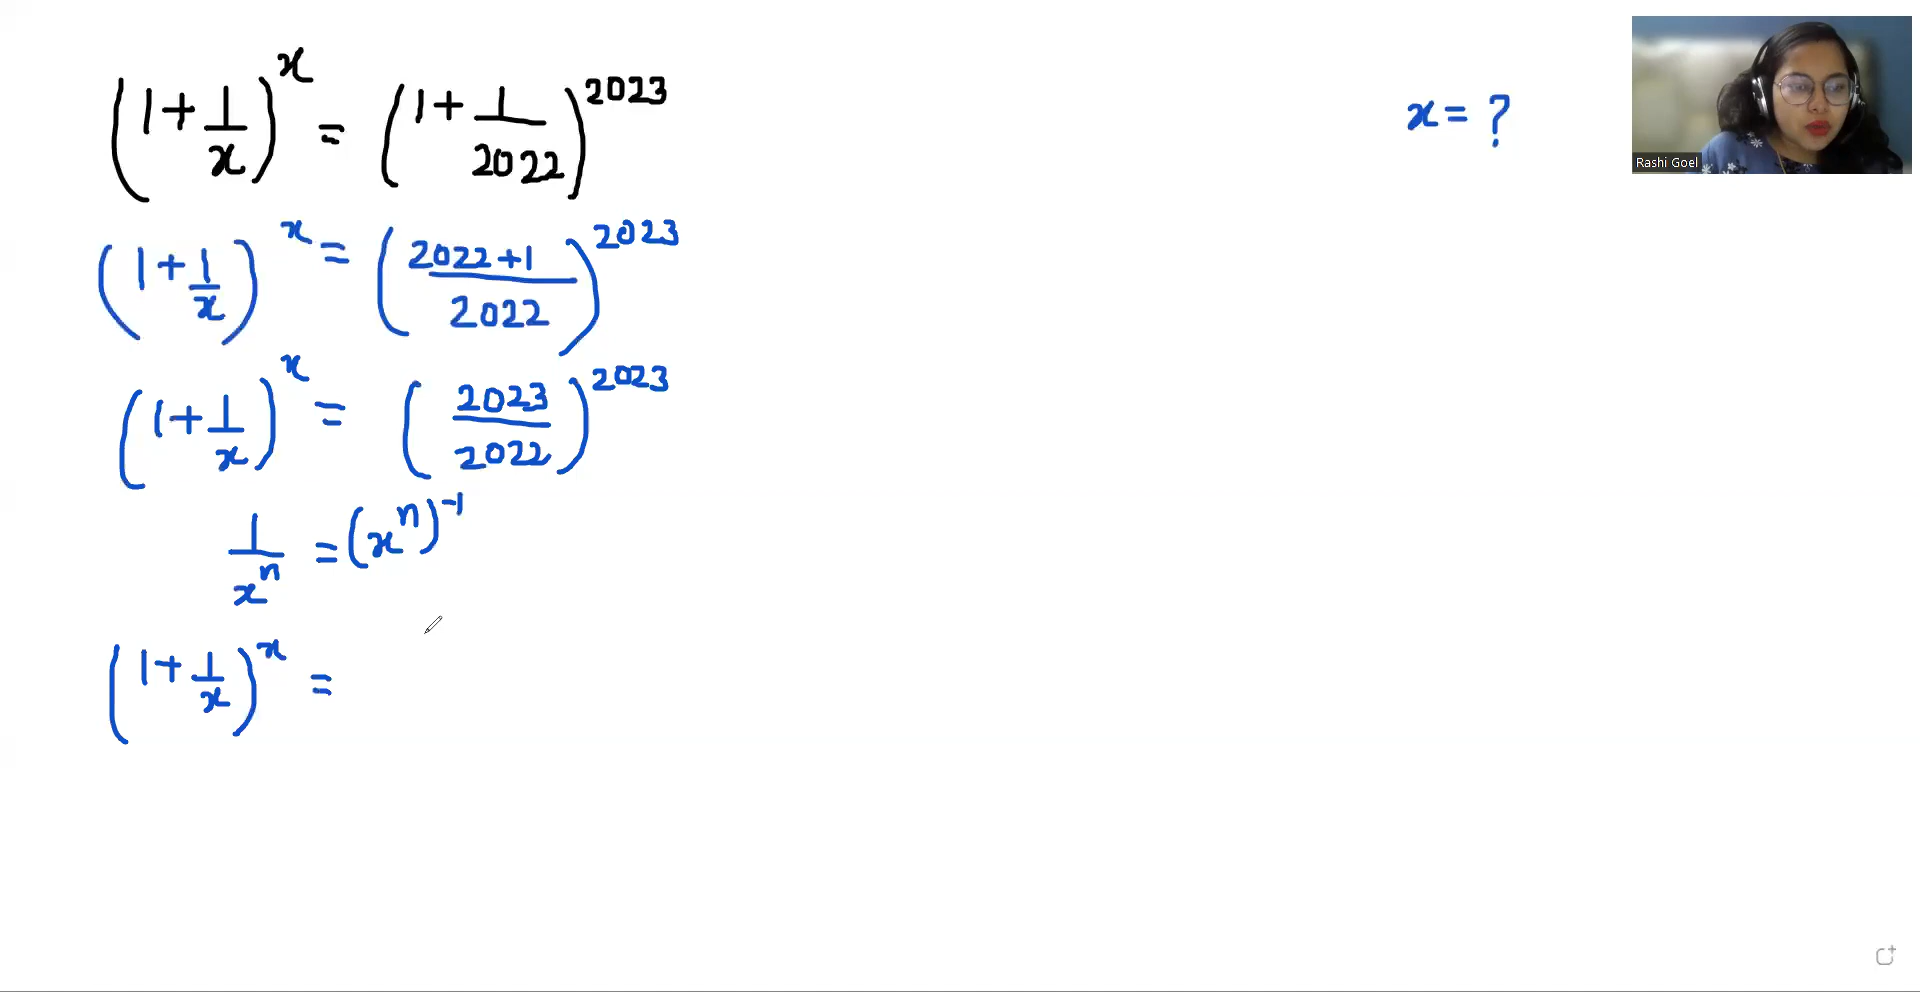 (1 + 1/x)^x = (1 + 1/2022)^2023
x = ?
Rashi Goel
(1 + 1/x)^x = ((2022+1)/2022)^2023
(1 + 1/x)^x = (2023/2022)^2023
1/x^n = (x^n)^-1
(1 + 1/x)^x =